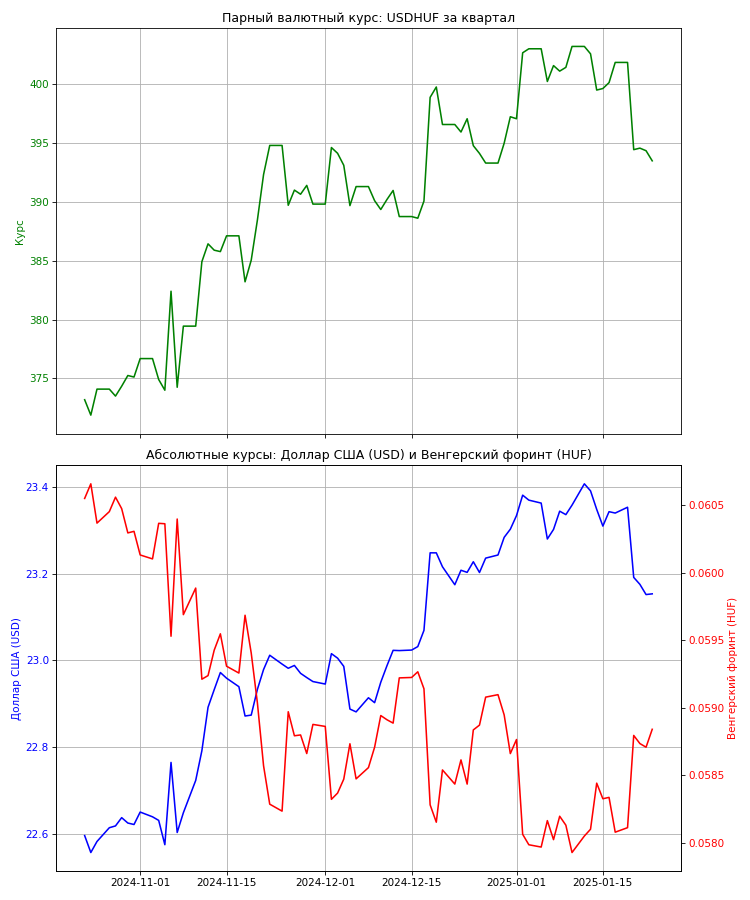 Парный валютный курс: USDHUF за квартал
Курс
400
395
390
385
380
375
Абсолютные курсы: Доллар США (USD) и Венгерский форинт (HUF)
Доллар США (USD)
23.4
23.2
23.0
22.8
22.6
0.0605
0.0600
0.0595
0.0590
0.0585
0.0580
Венгерский форинт (HUF)
2024-11-01 2024-11-15 2024-12-01 2024-12-15 2025-01-01 2025-01-15